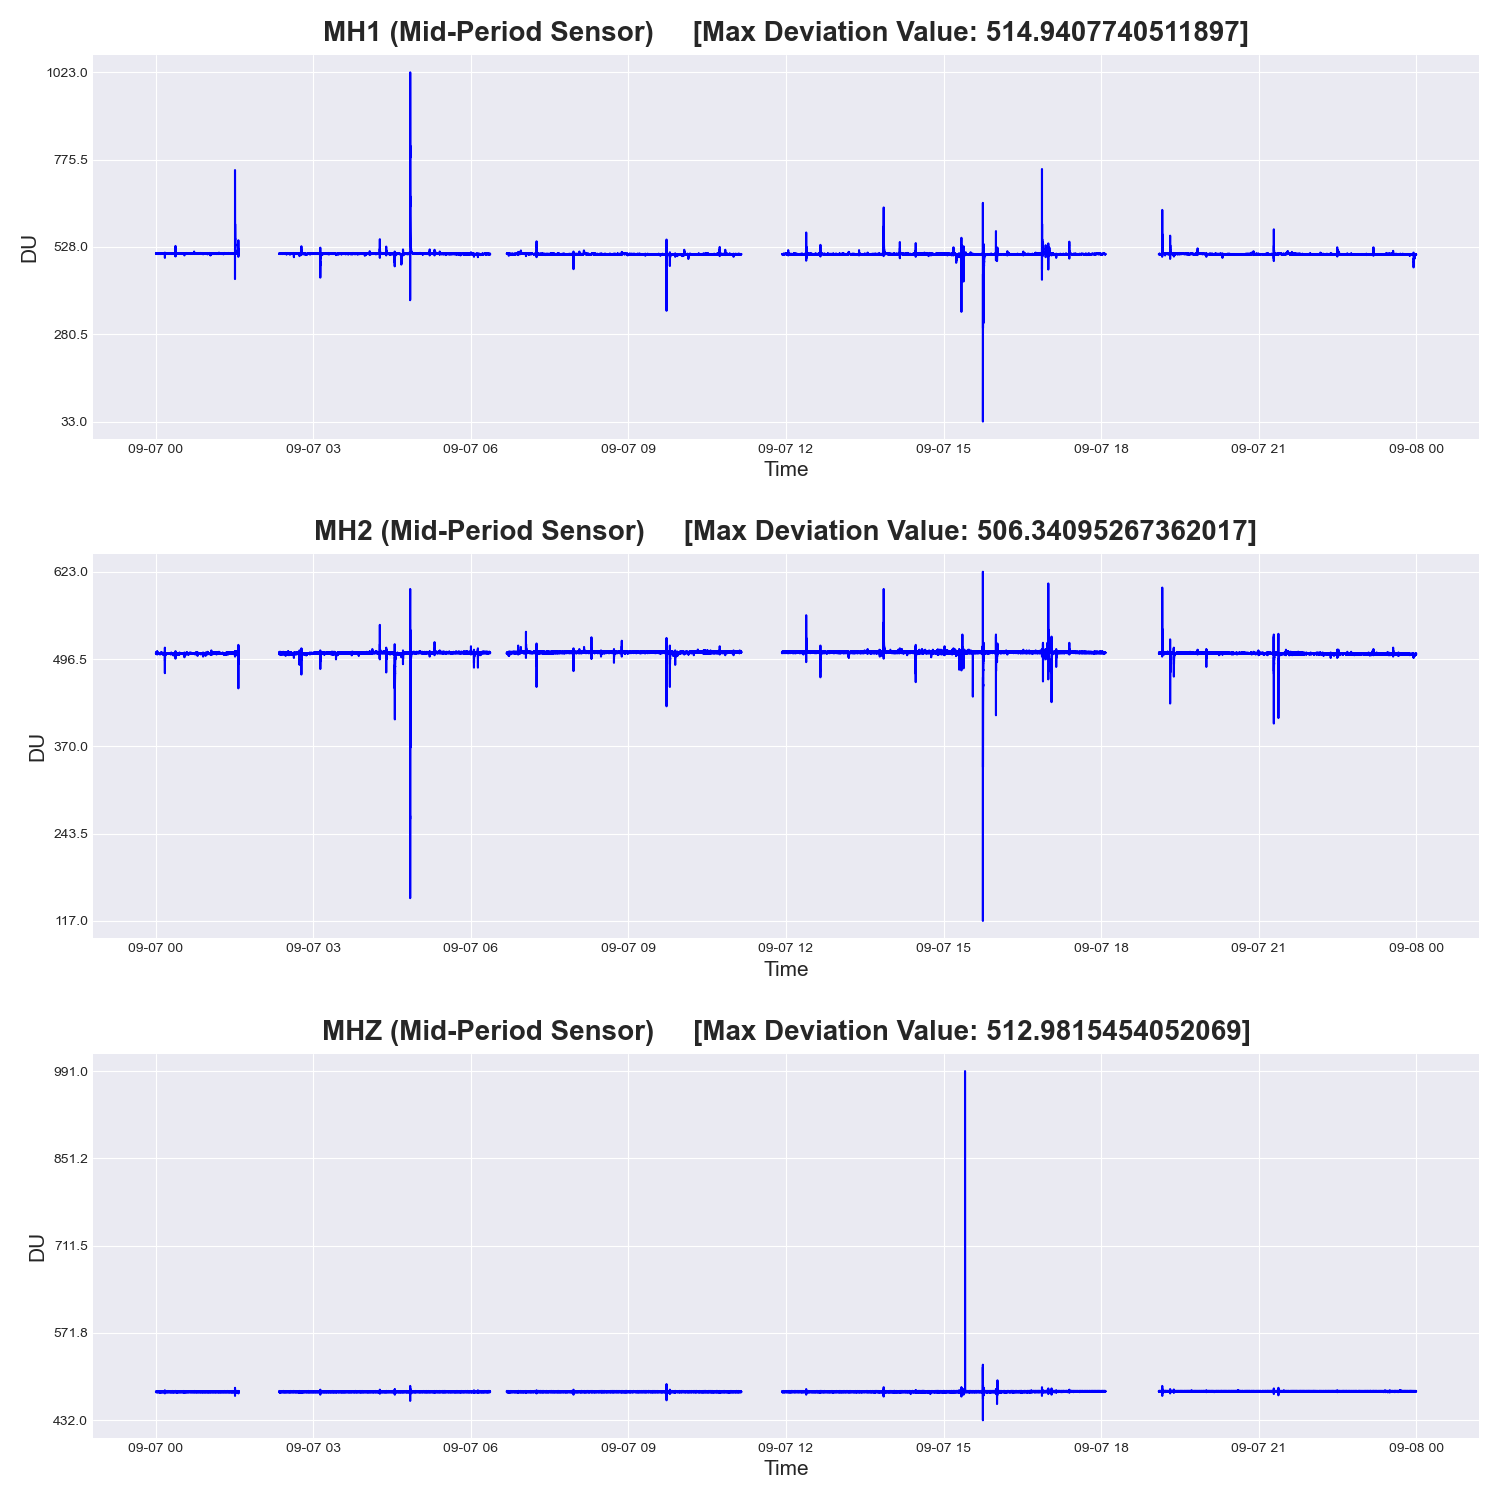 MH1 (Mid-Period Sensor) [Max Deviation Value: 514.9407740511897]
1023.0
775.5
528.0
280.5
33.0
DU
09-07 00 09-07 03 09-07 06 09-07 09 09-07 12 09-07 15 09-07 18 09-07 21 09-08 00
Time
MH2 (Mid-Period Sensor) [Max Deviation Value: 506.34095267362017]
623.0
496.5
370.0
243.5
117.0
DU
09-07 00 09-07 03 09-07 06 09-07 09 09-07 12 09-07 15 09-07 18 09-07 21 09-08 00
Time
MHZ (Mid-Period Sensor) [Max Deviation Value: 512.9815454052069]
991.0
851.2
711.5
571.8
432.0
DU
09-07 00 09-07 03 09-07 06 09-07 09 09-07 12 09-07 15 09-07 18 09-07 21 09-08 00
Time